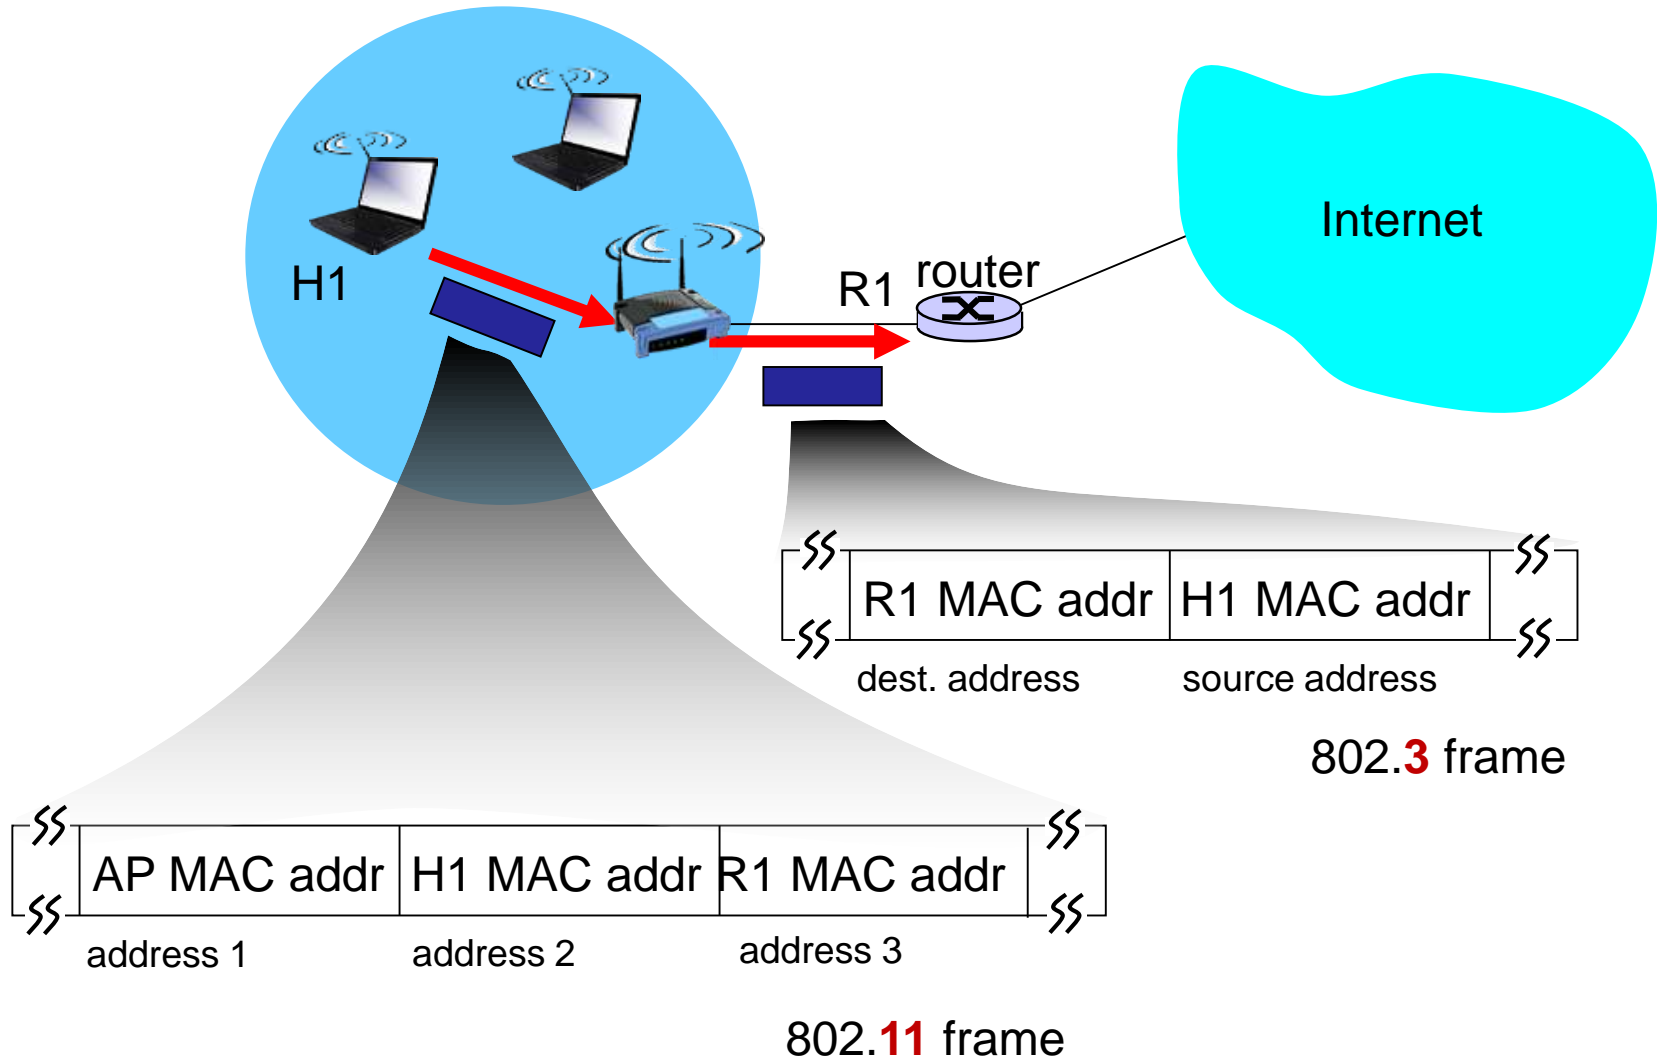 Internet
router
R1
H1
R1 MAC addr H1 MAC addr
dest. address source address
802.3 frame
AP MAC addr H1 MAC addr R1 MAC addr
address 1 address 2 address 3
802.11 frame